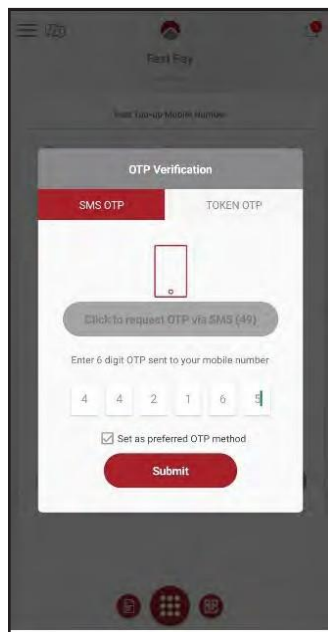 Fast Pay
OTP Verification
SMS OTP
TOKEN OTP
Click to request OTP via SMS (49)
Enter 6 digit OTP sent to your mobile number
4 4 2 1 6 5
Set as preferred OTP method
Submit